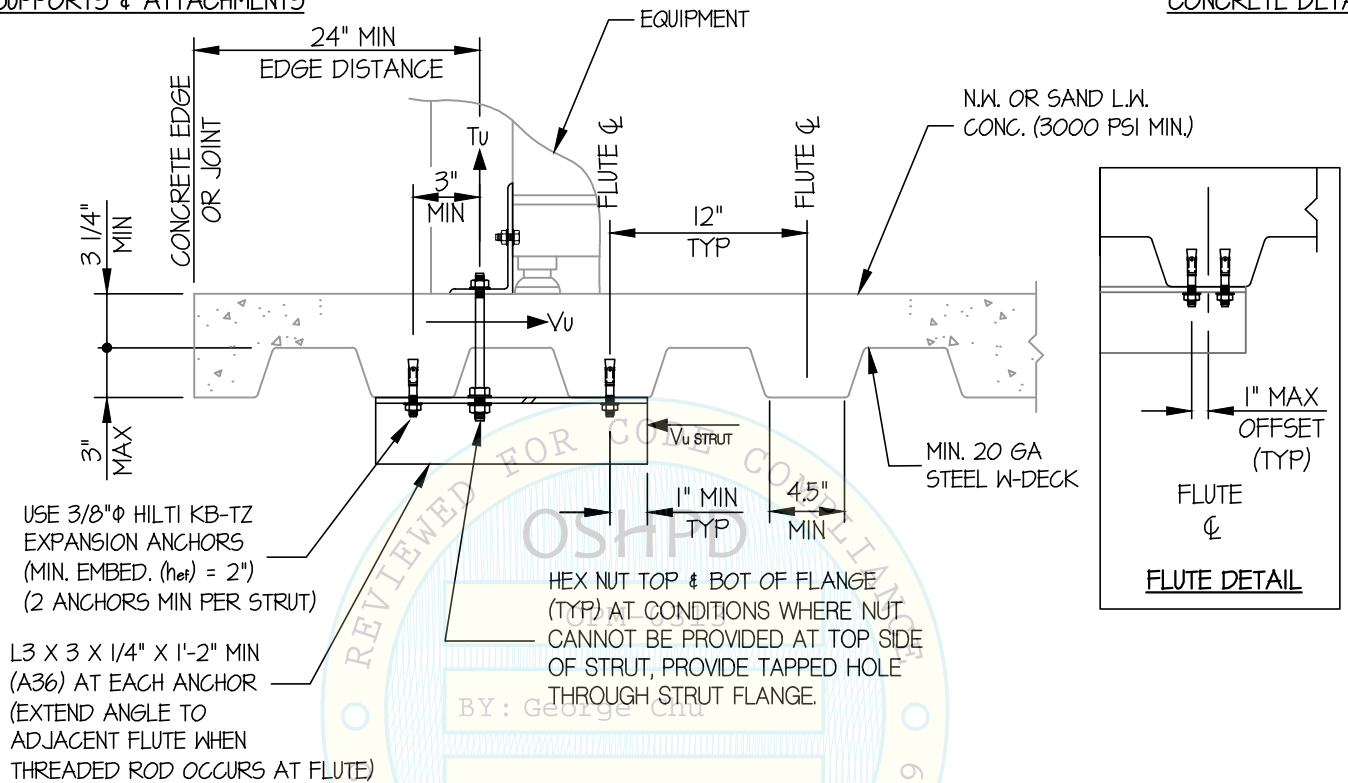 SUPPORTS & ATTACHMENTS
24" MIN
EDGE DISTANCE
EQUIPMENT
CONCRETE EDGE
OR JOINT
Tu
3"
MIN
FLUTE ℄
FLUTE ℄
12"
TYP
N.W. OR SAND L.W.
CONC. (3000 PSI MIN.)
3 1/4"
MIN
Vu
3"
MAX
Vu STRUT
MIN. 20 GA
STEEL W-DECK
1" MIN
TYP
4.5"
MIN
1" MAX
OFFSET
(TYP)
FLUTE
℄
FLUTE DETAIL
USE 3/8"Φ HILTI KB-TZ
EXPANSION ANCHORS
(MIN. EMBED. (hef) = 2")
(2 ANCHORS MIN PER STRUT)
L3 X 3 X 1/4" X 1'-2" MIN
(A36) AT EACH ANCHOR
(EXTEND ANGLE TO
ADJACENT FLUTE WHEN
THREADED ROD OCCURS AT FLUTE)
HEX NUT TOP & BOT OF FLANGE
(TYP) AT CONDITIONS WHERE NUT
CANNOT BE PROVIDED AT TOP SIDE
OF STRUT, PROVIDE TAPPED HOLE
THROUGH STRUT FLANGE.
REVIEWED FOR CODE COMPLIANCE
OSHPD
OPM-0313
BY: George Chu